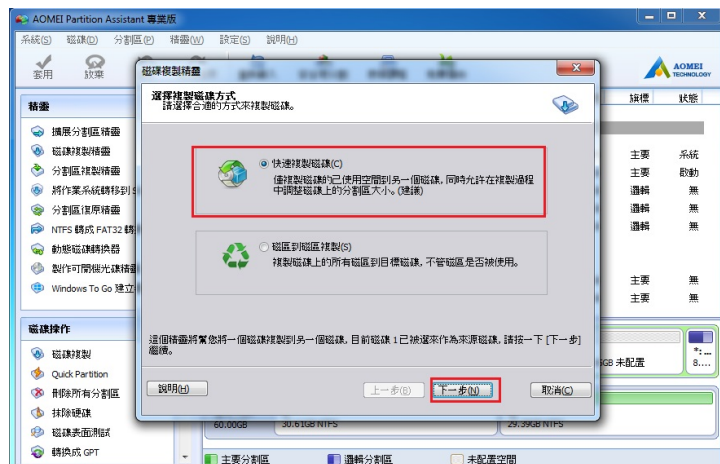 AOMEI Partition Assistant 專業版
系統(S) 磁碟(D) 分割區(P) 精靈(W) 設定(S) 說明(H)
套用 放棄
AOMEI
TECHNOLOGY
磁碟複製精靈
選擇複製磁碟方式
請選擇合適的方式來複製磁碟。
快速複製磁碟(C)
僅複製磁碟的已使用空間到另一個磁碟, 同時允許在複製過程
中調整磁碟上的分割區大小。(建議)
磁區到磁區複製(S)
複製磁碟上的所有磁區到目標磁碟, 不管磁區是否被使用。
這個精靈將幫您將一個磁碟複製到另一個磁碟, 目前磁碟 1已被選來作為來源磁碟, 請按一下 [下一步]
繼續。
說明(H) 上一步(B) 下一步(N) 取消(C)
精靈
擴展分割區精靈
磁碟複製精靈
分割區複製精靈
將作業系統轉移到
分割區復原精靈
NTFS 轉成 FAT32
動態磁碟轉換器
製作可開機光碟精靈
Windows To Go 建立
磁碟操作
磁碟複製
Quick Partition
刪除所有分割區
抹除硬碟
磁碟表面測試
轉換成 GPT
旗標 狀態
主要 系統
主要 啟動
邏輯 無
邏輯 無
邏輯 無
主要 無
主要 無
GB 未配置
*:...
8....
60.00GB 30.61GB NTFS 29.39GB NTFS
主要分割區 邏輯分割區 未配置空間